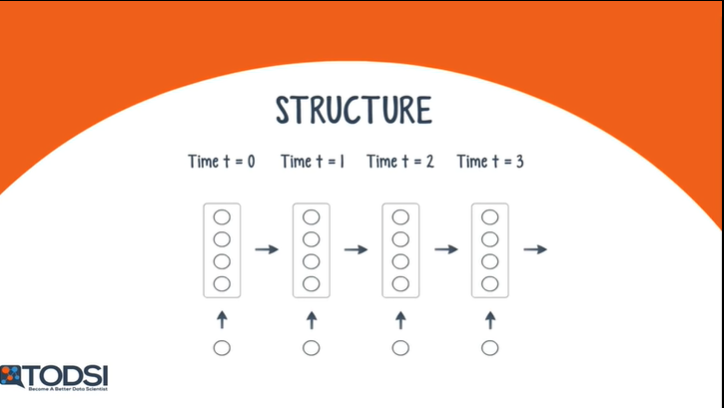 STRUCTURE
Time t = 0 Time t = 1 Time t = 2 Time t = 3
TODSI
Become A Better Data Scientist